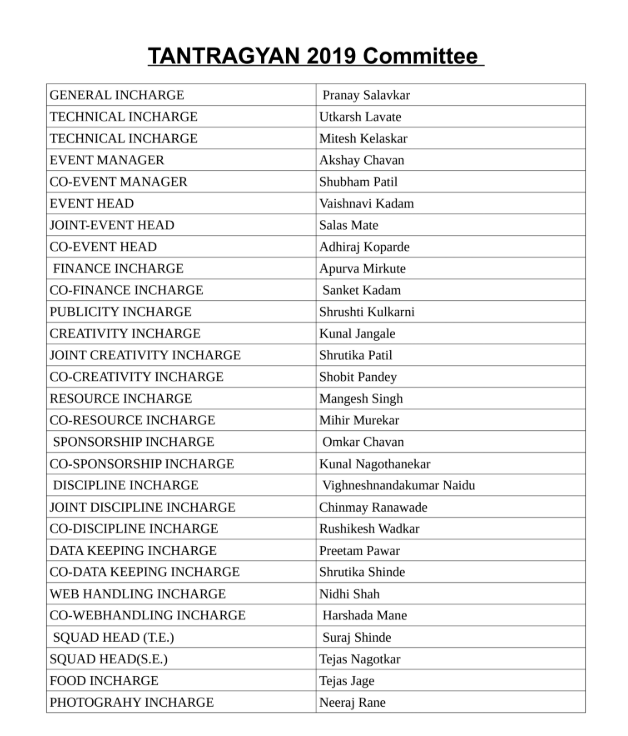 TANTRAGYAN 2019 Committee
GENERAL INCHARGE Pranay Salavkar
TECHNICAL INCHARGE Utkarsh Lavate
TECHNICAL INCHARGE Mitesh Kelaskar
EVENT MANAGER Akshay Chavan
CO-EVENT MANAGER Shubham Patil
EVENT HEAD Vaishnavi Kadam
JOINT-EVENT HEAD Salas Mate
CO-EVENT HEAD Adhiraj Koparde
FINANCE INCHARGE Apurva Mirkute
CO-FINANCE INCHARGE Sanket Kadam
PUBLICITY INCHARGE Shrushti Kulkarni
CREATIVITY INCHARGE Kunal Jangale
JOINT CREATIVITY INCHARGE Shrutika Patil
CO-CREATIVITY INCHARGE Shobit Pandey
RESOURCE INCHARGE Mangesh Singh
CO-RESOURCE INCHARGE Mihir Murekar
SPONSORSHIP INCHARGE Omkar Chavan
CO-SPONSORSHIP INCHARGE Kunal Nagothanekar
DISCIPLINE INCHARGE Vighneshnandakumar Naidu
JOINT DISCIPLINE INCHARGE Chinmay Ranawade
CO-DISCIPLINE INCHARGE Rushikesh Wadkar
DATA KEEPING INCHARGE Preetam Pawar
CO-DATA KEEPING INCHARGE Shrutika Shinde
WEB HANDLING INCHARGE Nidhi Shah
CO-WEBHANDLING INCHARGE Harshada Mane
SQUAD HEAD (T.E.) Suraj Shinde
SQUAD HEAD(S.E.) Tejas Nagotkar
FOOD INCHARGE Tejas Jage
PHOTOGRAHY INCHARGE Neeraj Rane